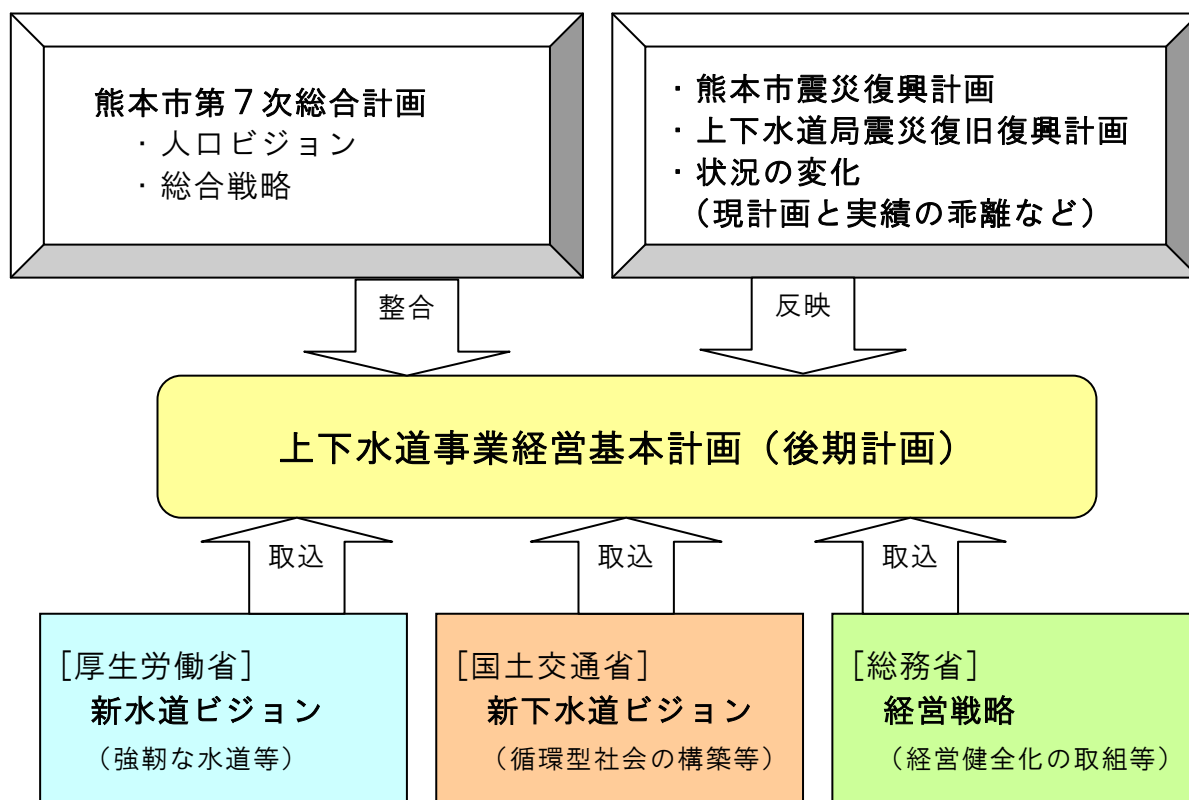 熊本市第７次総合計画
・人口ビジョン
・総合戦略
・熊本市震災復興計画
・上下水道局震災復旧復興計画
・状況の変化
（現計画と実績の乖離など）
整合
反映
上下水道事業経営基本計画（後期計画）
取込
取込
取込
［厚生労働省］
新水道ビジョン
（強靭な水道等）
［国土交通省］
新下水道ビジョン
（循環型社会の構築等）
［総務省］
経営戦略
（経営健全化の取組等）